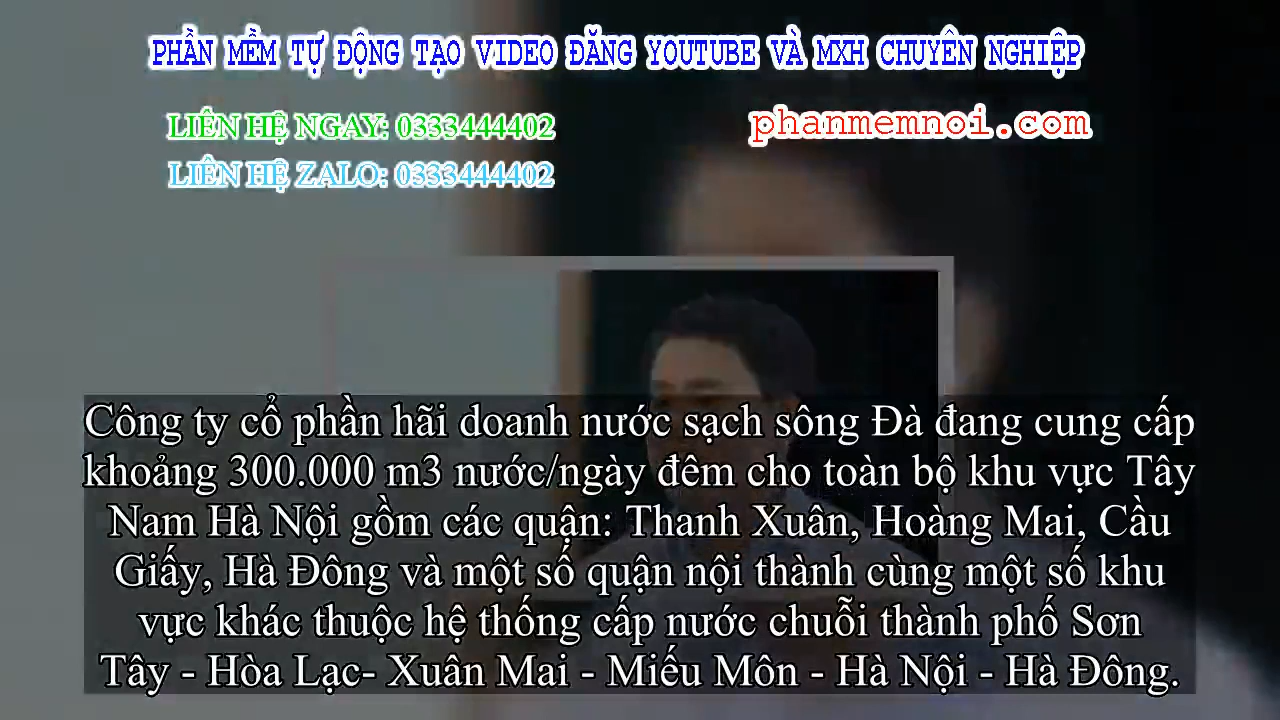 PHẦN MỀM TỰ ĐỘNG TẠO VIDEO ĐĂNG YOUTUBE VÀ MXH CHUYÊN NGHIỆP
LIÊN HỆ NGAY: 0333444402
phanmemnoi.com
LIÊN HỆ ZALO: 0333444402
Công ty cổ phần hãi doanh nước sạch sông Đà đang cung cấp
khoảng 300.000 m3 nước/ngày đêm cho toàn bộ khu vực Tây
Nam Hà Nội gồm các quận: Thanh Xuân, Hoàng Mai, Cầu
Giấy, Hà Đông và một số quận nội thành cùng một số khu
vực khác thuộc hệ thống cấp nước chuỗi thành phố Sơn
Tây - Hòa Lạc- Xuân Mai - Miếu Môn - Hà Nội - Hà Đông.